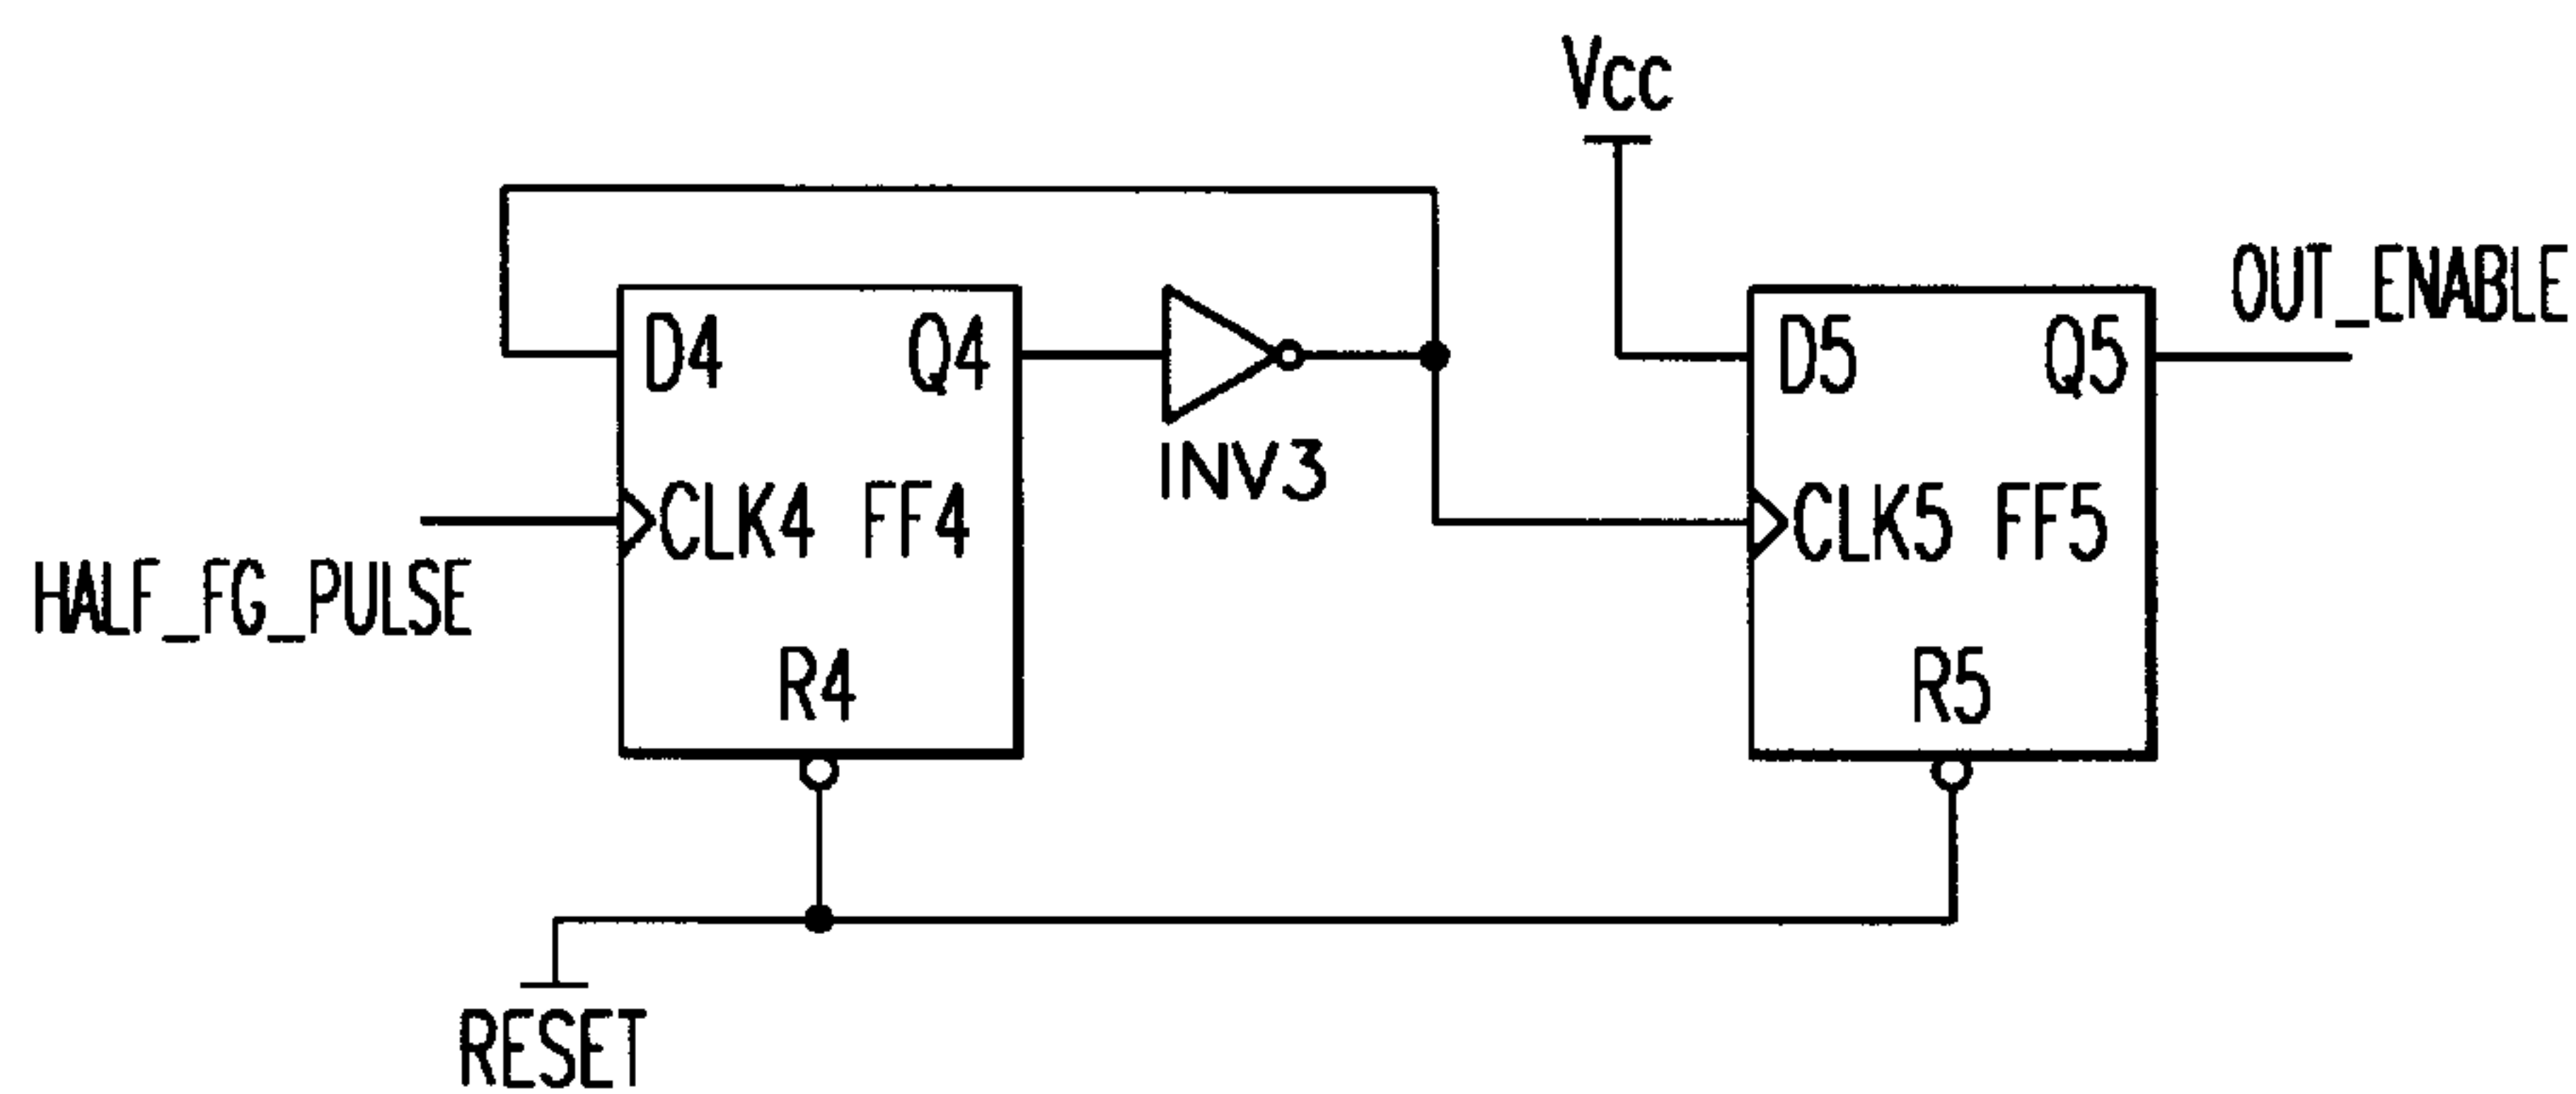 Vcc
OUT_ENABLE
D4
Q4
D5
Q5
INV3
CLK4
FF4
CLK5
FF5
HALF_FG_PULSE
R4
R5
RESET